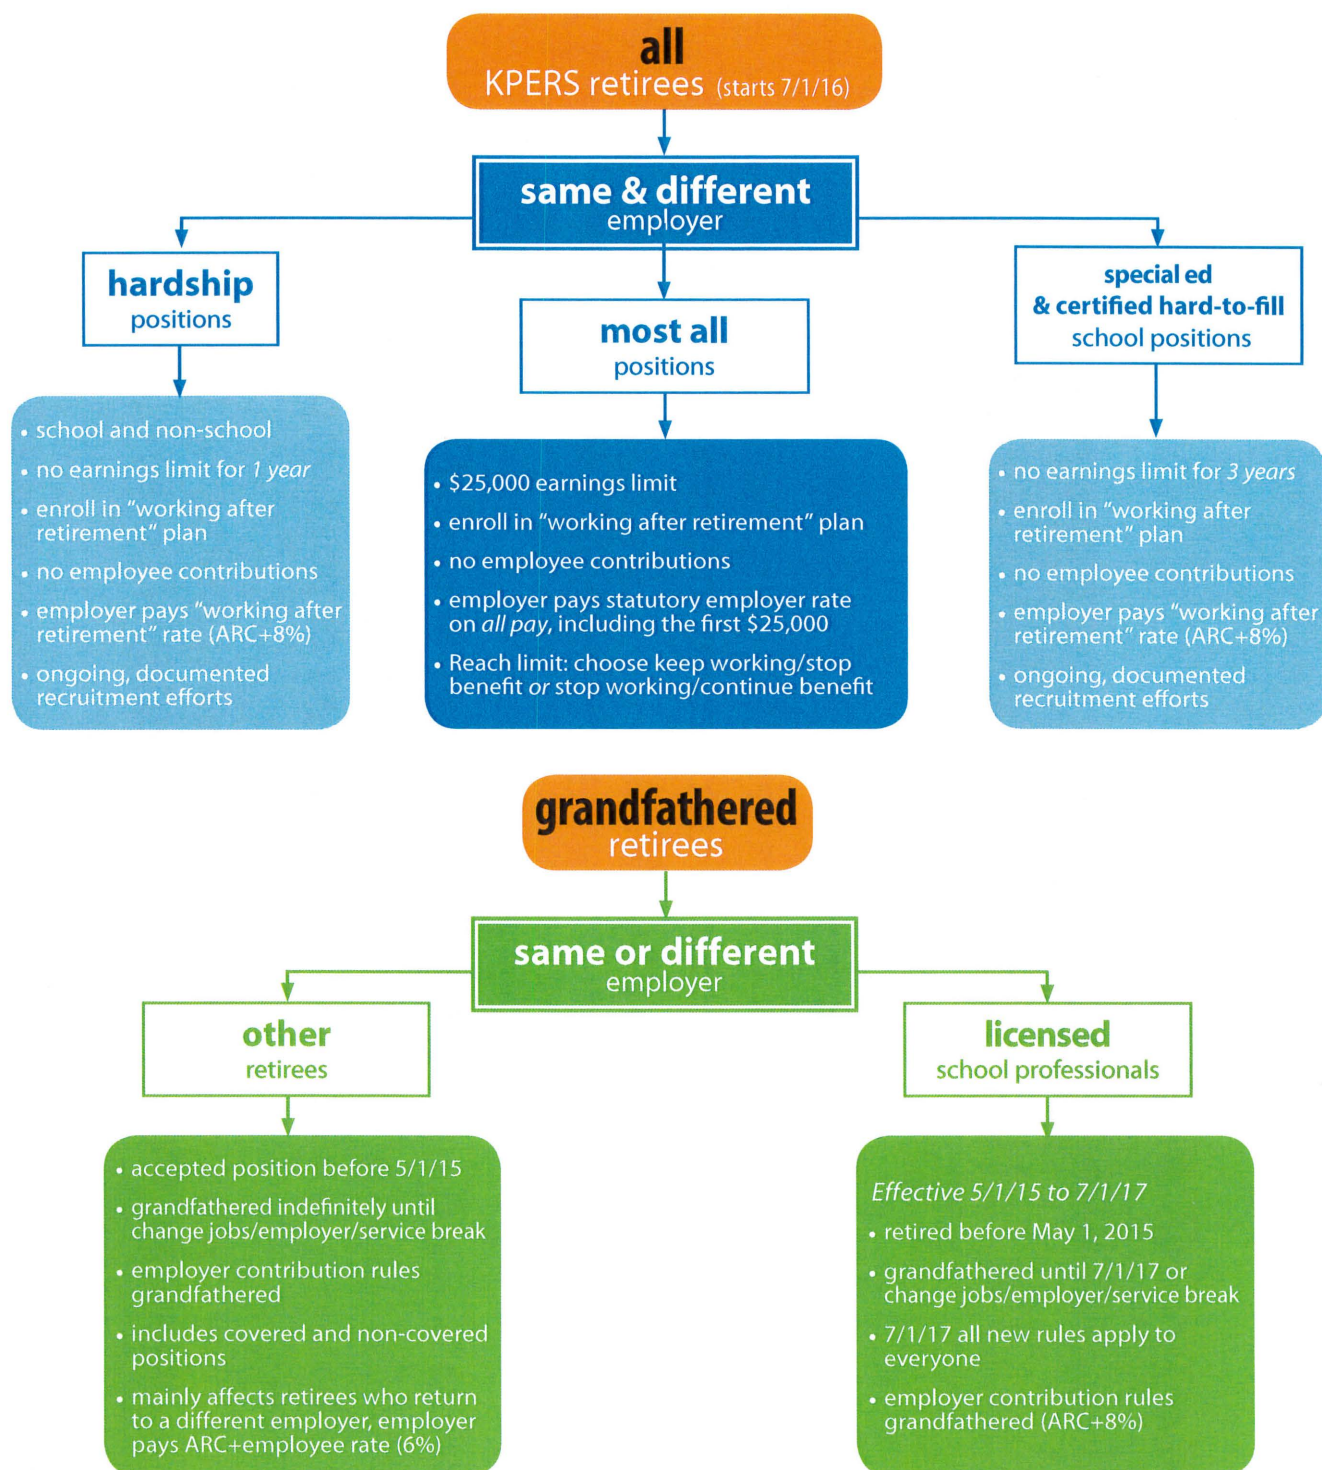 all
KPERS retirees (starts 7/1/16)
same & different
employer
hardship
positions
• school and non-school
• no earnings limit for 1 year
• enroll in “working after
retirement” plan
• no employee contributions
• employer pays “working after
retirement” rate (ARC+8%)
• ongoing, documented
recruitment efforts
most all
positions
• $25,000 earnings limit
• enroll in “working after retirement” plan
• no employee contributions
• employer pays statutory employer rate
on all pay, including the first $25,000
• Reach limit: choose keep working/stop
benefit or stop working/continue benefit
special ed
& certified hard-to-fill
school positions
• no earnings limit for 3 years
• enroll in “working after
retirement” plan
• no employee contributions
• employer pays “working after
retirement” rate (ARC+8%)
• ongoing, documented
recruitment efforts
grandfathered
retirees
same or different
employer
other
retirees
• accepted position before 5/1/15
• grandfathered indefinitely until
change jobs/employer/service break
• employer contribution rules
grandfathered
• includes covered and non-covered
positions
• mainly affects retirees who return
to a different employer, employer
pays ARC+employee rate (6%)
licensed
school professionals
Effective 5/1/15 to 7/1/17
• retired before May 1, 2015
• grandfathered until 7/1/17 or
change jobs/employer/service break
• 7/1/17 all new rules apply to
everyone
• employer contribution rules
grandfathered (ARC+8%)